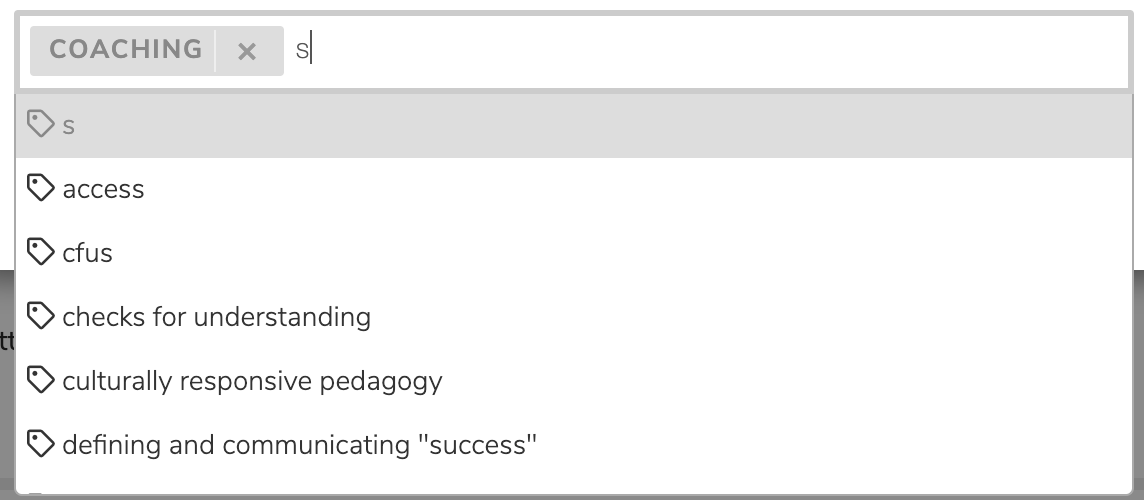 COACHING × s
s
access
cfus
checks for understanding
culturally responsive pedagogy
defining and communicating "success"